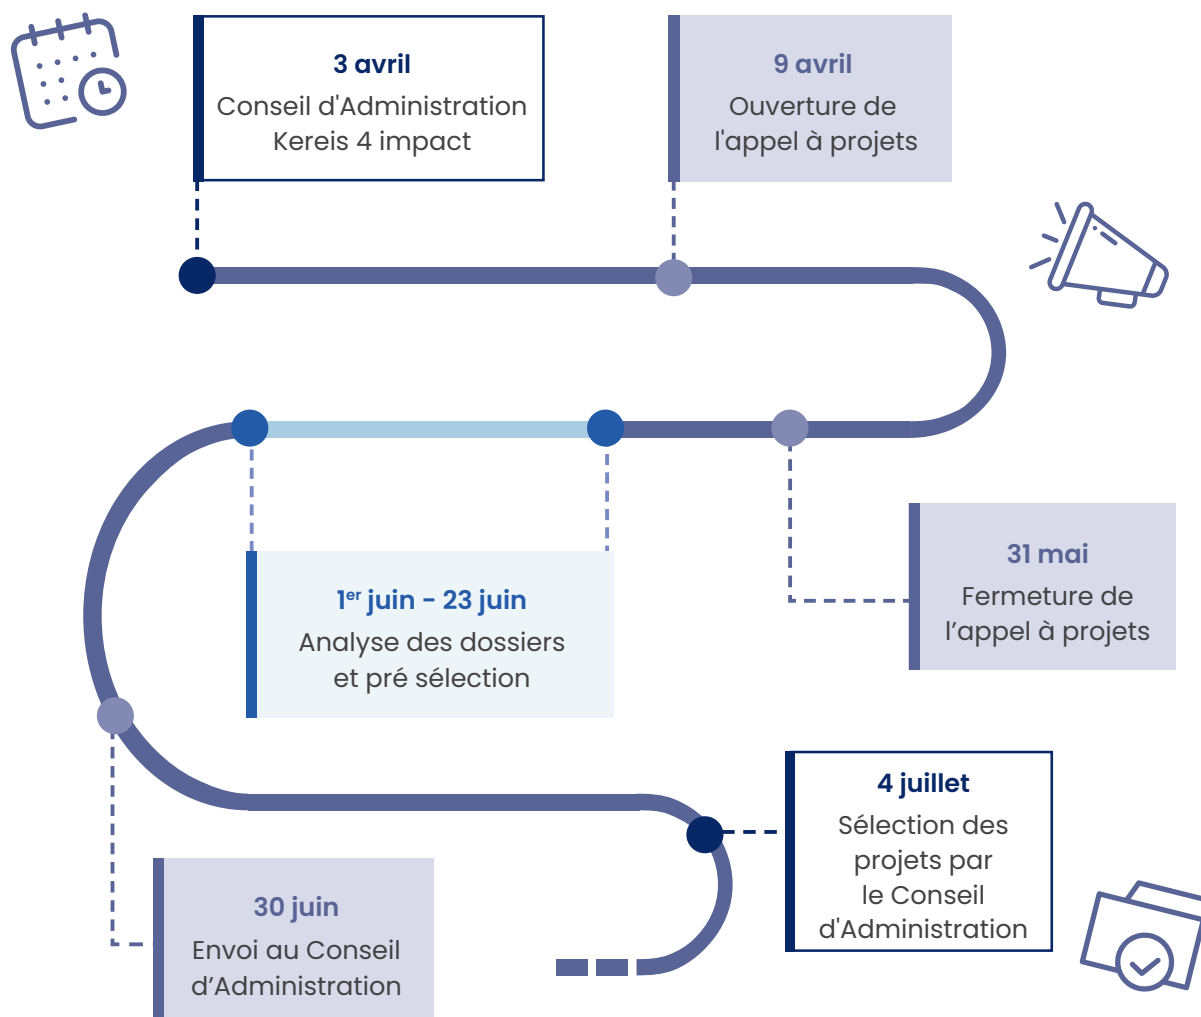 3 avril
Conseil d'Administration
Kereis 4 impact
9 avril
Ouverture de
l'appel à projets
31 mai
Fermeture de
l’appel à projets
1er juin - 23 juin
Analyse des dossiers
et pré sélection
30 juin
Envoi au Conseil
d’Administration
4 juillet
Sélection des
projets par
le Conseil
d'Administration